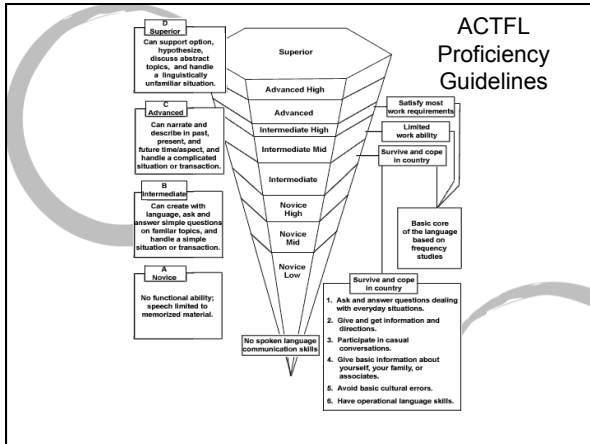 ACTFL
Proficiency
Guidelines
D
Superior
Can support option,
hypothesize,
discuss abstract
topics, and handle
a linguistically
unfamiliar situation.
C
Advanced
Can narrate and
describe in past,
present, and
future time/aspect, and
handle a complicated
situation or transaction.
B
Intermediate
Can create with
language, ask and
answer simple questions
on familar topics, and
handle a simple
situation or transaction.
A
Novice
No functional ability;
speech limited to
memorized material.
Superior
Advanced High
Advanced
Intermediate High
Intermediate Mid
Intermediate
Novice
High
Novice
Mid
Novice
Low
No spoken language
communication skills
Satisfy most
work requirements
Limited
work ability
Survive and cope
in country
Basic core
of the language
based on
frequency
studies
Survive and cope
in country
1. Ask and answer questions dealing
with everyday situations.
2. Give and get information and
directions.
3. Participate in casual
conversations.
4. Give basic information about
yourself, your family, or
associates.
5. Avoid basic cultural errors.
6. Have operational language skills.